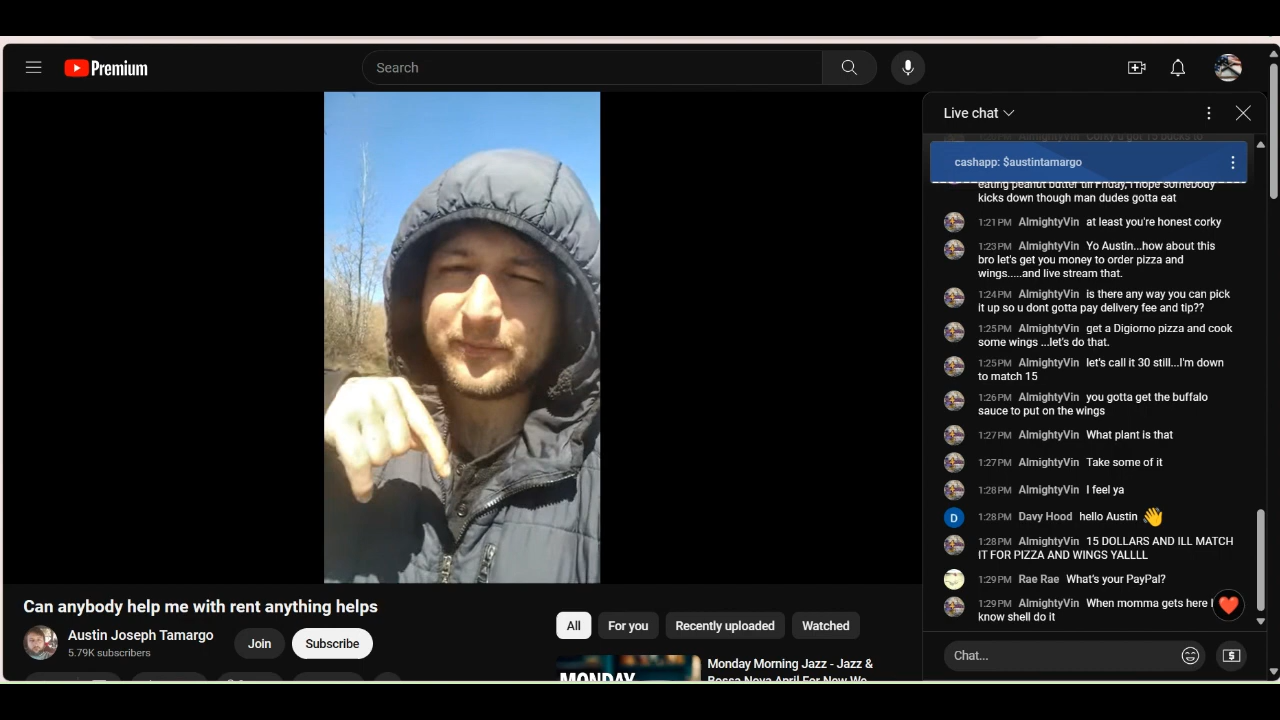 Premium
Search
Live chat
cashapp: $austintamargo
eating peanut butter till Friday, I hope somebody
kicks down though man dudes gotta eat
1:21 PM AlmightyVin at least you're honest corky
1:23 PM AlmightyVin Yo Austin...how about this
bro let's get you money to order pizza and
wings.....and live stream that.
1:24 PM AlmightyVin is there any way you can pick
it up so u dont gotta pay delivery fee and tip??
1:25 PM AlmightyVin get a Digiorno pizza and cook
some wings ...let's do that.
1:25 PM AlmightyVin let's call it 30 still...I'm down
to match 15
1:26 PM AlmightyVin you gotta get the buffalo
sauce to put on the wings
1:27 PM AlmightyVin What plant is that
1:27 PM AlmightyVin Take some of it
1:28 PM AlmightyVin I feel ya
D 1:28 PM Davy Hood hello Austin 👋
1:28 PM AlmightyVin 15 DOLLARS AND ILL MATCH
IT FOR PIZZA AND WINGS YALLLL
1:29 PM Rae Rae What's your PayPal?
1:29 PM AlmightyVin When momma gets here I
know shell do it
Chat...
Can anybody help me with rent anything helps
Austin Joseph Tamargo
5.79K subscribers
Join
Subscribe
All
For you
Recently uploaded
Watched
MONDAY
Monday Morning Jazz - Jazz &
Bossa Nova April For New We